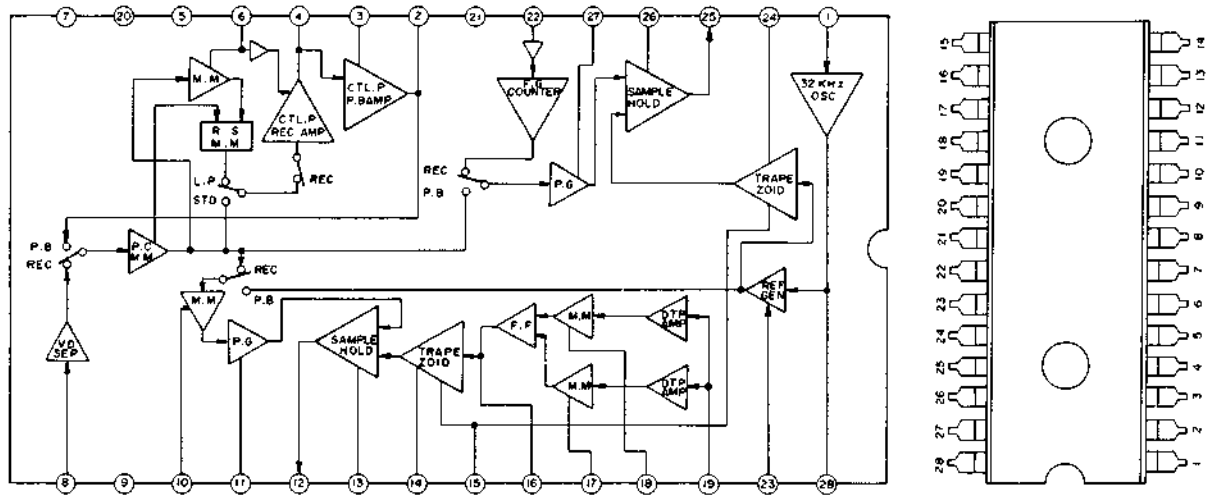 7 20 5 6 4 3 2 21 22 27 26 25 24 1
M.M
CTL.P
P.B AMP
F.G
COUNTER
SAMPLE
HOLD
32 KHz
OSC
R S
M.M
CTL.P
REC AMP
REC
L.P
STD
REC
P.B
P.G
TRAPE
ZOID
P.B
REC
P.C
M.M
REC
P.B
REF
GEN
M.M
P.G
V.D
SEP
SAMPLE
HOLD
TRAPE
ZOID
F.F
M.M
DTP
AMP
M.M
DTP
AMP
8 9 10 11 12 13 14 15 16 17 18 19 23 28
15 14
16 13
17 12
18 11
19 10
20 9
21 8
22 7
23 6
24 5
25 4
26 3
27 2
28 1